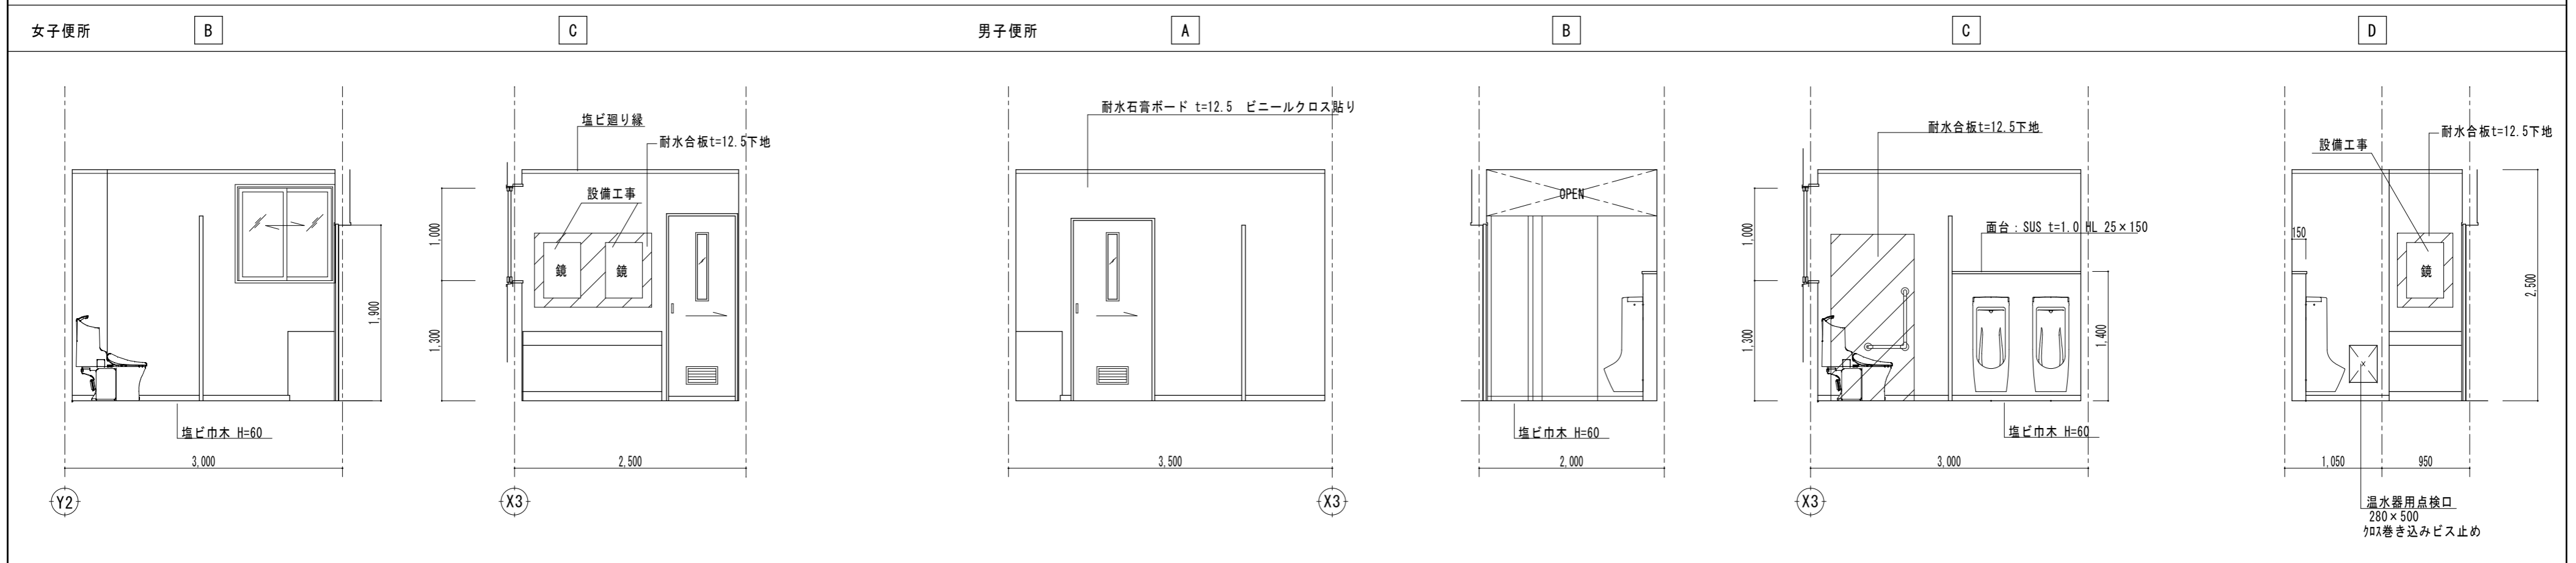 女子便所
B
C
男子便所
A
B
C
D
3,000
1,900
塩ビ巾木 H=60
Y2
塩ビ廻り縁
耐水合板t=12.5下地
設備工事
鏡
鏡
1,000
1,300
2,500
X3
耐水石膏ボード t=12.5 ビニールクロス貼り
3,500
X3
OPEN
塩ビ巾木 H=60
2,000
耐水合板t=12.5下地
面台：SUS t=1.0 HL 25×150
1,000
1,300
1,400
塩ビ巾木 H=60
3,000
X3
耐水合板t=12.5下地
設備工事
150
鏡
2,500
1,050
950
温水器用点検口
280×500
ｸﾛｽ巻き込みビス止め